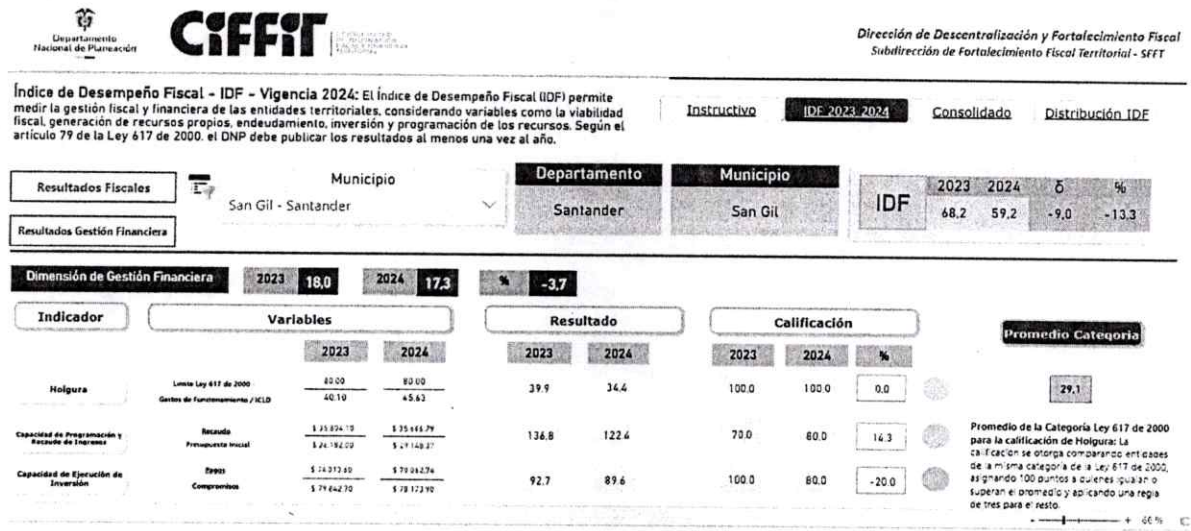 Departamento
Nacional de Planeación
CiFFiT
Dirección de Descentralización y Fortalecimiento Fiscal
Subdirección de Fortalecimiento Fiscal Territorial - SFFT
Índice de Desempeño Fiscal - IDF - Vigencia 2024: El Índice de Desempeño Fiscal (IDF) permite
medir la gestión fiscal y financiera de las entidades territoriales, considerando variables como la viabilidad
fiscal, generación de recursos propios, endeudamiento, inversión y programación de los recursos. Según el
artículo 79 de la Ley 617 de 2000, el DNP debe publicar los resultados al menos una vez al año.
Instructivo IDF 2023_2024 Consolidado Distribución IDF
Resultados Fiscales
Resultados Gestión Financiera
Municipio
San Gil - Santander
Departamento
Santander
Municipio
San Gil
IDF
2023 2024 δ %
68,2 59,2 -9,0 -13,3
Dimensión de Gestión Financiera 2023 18,0 2024 17,3 % -3,7
Indicador Variables Resultado Calificación
Promedio Categoria
2023 2024 2023 2024 2023 2024 %
Holgura
Limite Ley 617 de 2000 80.00 80.00
Gastos de Funcionamiento / ICLD 40.10 45.63
39.9 34.4 100.0 100.0 0.0
29,1
Capacidad de Programación y
Recaudo de Ingresos
Recaudo
Presupuesto Inicial
136,8 122,4 70.0 80.0 14.3
Capacidad de Ejecución de
Inversión
Pagos
Compromisos
92.7 89.6 100.0 80.0 -20.0
Promedio de la Categoría Ley 617 de 2000
para la calificación de Holgura: La
calificación se otorga comparando entidades
de la misma categoría de la Ley 617 de 2000,
asignando 100 puntos a quienes igualan o
superan el promedio y aplicando una regla
de tres para el resto.